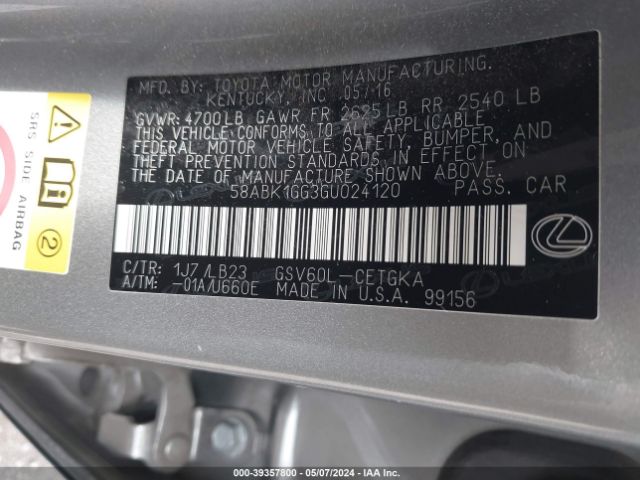 MFD. BY: TOYOTA MOTOR MANUFACTURING,
KENTUCKY, INC 05/16
GVWR: 4700LB GAWR FR 2625LB RR 2540 LB
THIS VEHICLE CONFORMS TO ALL APPLICABLE
FEDERAL MOTOR VEHICLE SAFETY, BUMPER, AND
THEFT PREVENTION STANDARDS IN EFFECT ON
THE DATE OF MANUFACTURE SHOWN ABOVE.
58ABK1GG3GU024120 PASS. CAR
C/TR: 1J7/LB23 GSV60L-CETGKA
A/TM: -01A/U660E MADE IN U.S.A. 99156
SRS SIDE AIRBAG
2
000-39357800 - 05/07/2024 - IAA Inc.